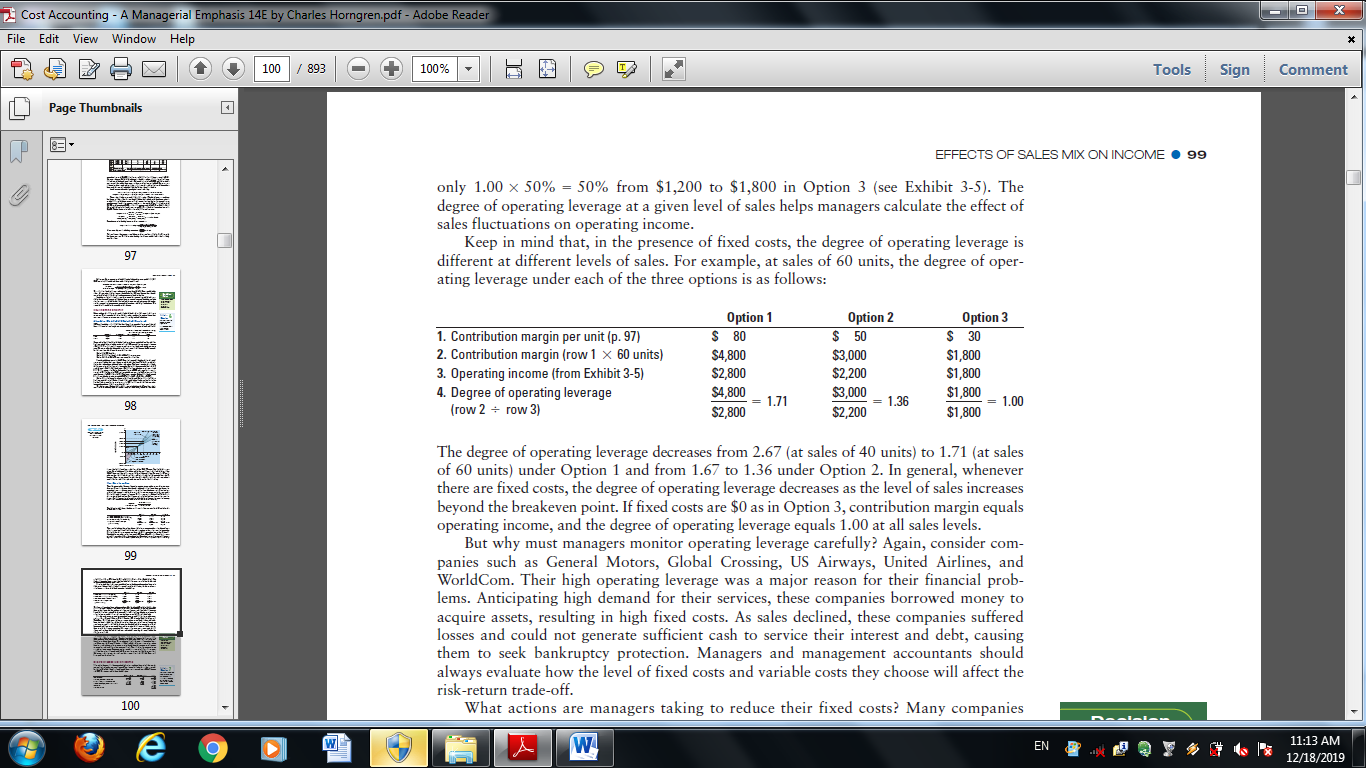 Cost Accounting - A Managerial Emphasis 14E by Charles Horngren.pdf - Adobe Reader
File Edit View Window Help
100 / 893 100% Tools Sign Comment
Page Thumbnails
97
98
99
100
EFFECTS OF SALES MIX ON INCOME ● 99
only 1.00 × 50% = 50% from $1,200 to $1,800 in Option 3 (see Exhibit 3-5). The
degree of operating leverage at a given level of sales helps managers calculate the effect of
sales fluctuations on operating income.
Keep in mind that, in the presence of fixed costs, the degree of operating leverage is
different at different levels of sales. For example, at sales of 60 units, the degree of oper-
ating leverage under each of the three options is as follows:
Option 1 Option 2 Option 3
1. Contribution margin per unit (p. 97) $ 80 $ 50 $ 30
2. Contribution margin (row 1 × 60 units) $4,800 $3,000 $1,800
3. Operating income (from Exhibit 3-5) $2,800 $2,200 $1,800
4. Degree of operating leverage $4,800 = 1.71 $3,000 = 1.36 $1,800 = 1.00
(row 2 ÷ row 3) $2,800 $2,200 $1,800
The degree of operating leverage decreases from 2.67 (at sales of 40 units) to 1.71 (at sales
of 60 units) under Option 1 and from 1.67 to 1.36 under Option 2. In general, whenever
there are fixed costs, the degree of operating leverage decreases as the level of sales increases
beyond the breakeven point. If fixed costs are $0 as in Option 3, contribution margin equals
operating income, and the degree of operating leverage equals 1.00 at all sales levels.
But why must managers monitor operating leverage carefully? Again, consider com-
panies such as General Motors, Global Crossing, US Airways, United Airlines, and
WorldCom. Their high operating leverage was a major reason for their financial prob-
lems. Anticipating high demand for their services, these companies borrowed money to
acquire assets, resulting in high fixed costs. As sales declined, these companies suffered
losses and could not generate sufficient cash to service their interest and debt, causing
them to seek bankruptcy protection. Managers and management accountants should
always evaluate how the level of fixed costs and variable costs they choose will affect the
risk-return trade-off.
What actions are managers taking to reduce their fixed costs? Many companies
Decision
EN
11:13 AM
12/18/2019